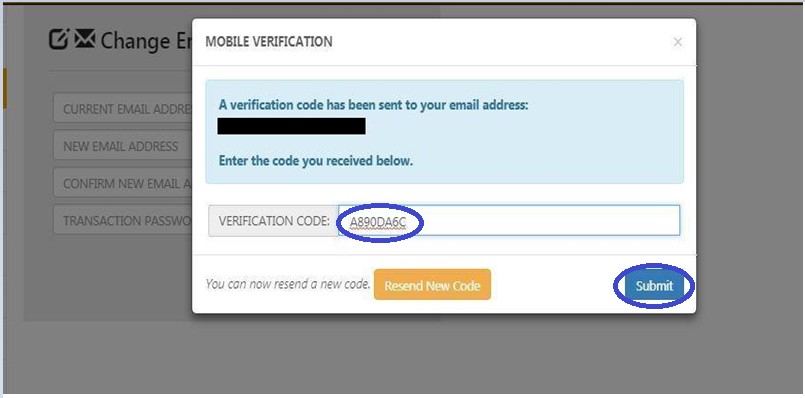 Change E
MOBILE VERIFICATION
×
A verification code has been sent to your email address:
Enter the code you received below.
CURRENT EMAIL ADDRE
NEW EMAIL ADDRESS
CONFIRM NEW EMAIL A
TRANSACTION PASSWO
VERIFICATION CODE:
A890DA6C
You can now resend a new code.
Resend New Code
Submit